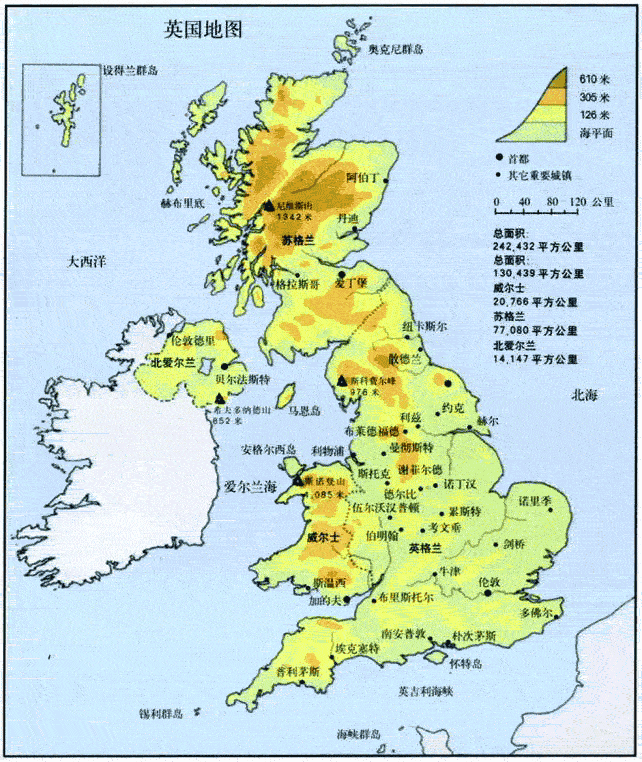 英国地图
奥克尼群岛
设得兰群岛
610 米
305 米
126 米
海平面
首都
其它重要城镇
0 40 80 120 公里
总面积:
242,432 平方公里
总面积:
130,439 平方公里
威尔士
20,766 平方公里
苏格兰
77,080 平方公里
北爱尔兰
14,147 平方公里
阿伯丁
赫布里底
尼维斯山
1342 米
丹迪
苏格兰
大西洋
格拉斯哥
爱丁堡
纽卡斯尔
伦敦德里
北爱尔兰
散德兰
贝尔法斯特
斯科费尔峰
978 米
北海
希夫多纳德山
852 米
马恩岛
约克
利兹
赫尔
布莱德福德
安格尔西岛
利物浦
曼彻斯特
斯托克
谢菲尔德
爱尔兰海
斯诺登山
1,085 米
德尔比
诺丁汉
诺里季
伍尔沃汉普顿
累斯特
伯明翰
考文垂
威尔士
英格兰
剑桥
牛津
斯温西
伦敦
加的夫
布里斯托尔
多佛尔
南安普敦
朴次茅斯
埃克塞特
怀特岛
普利茅斯
英吉利海峡
锡利群岛
海峡群岛